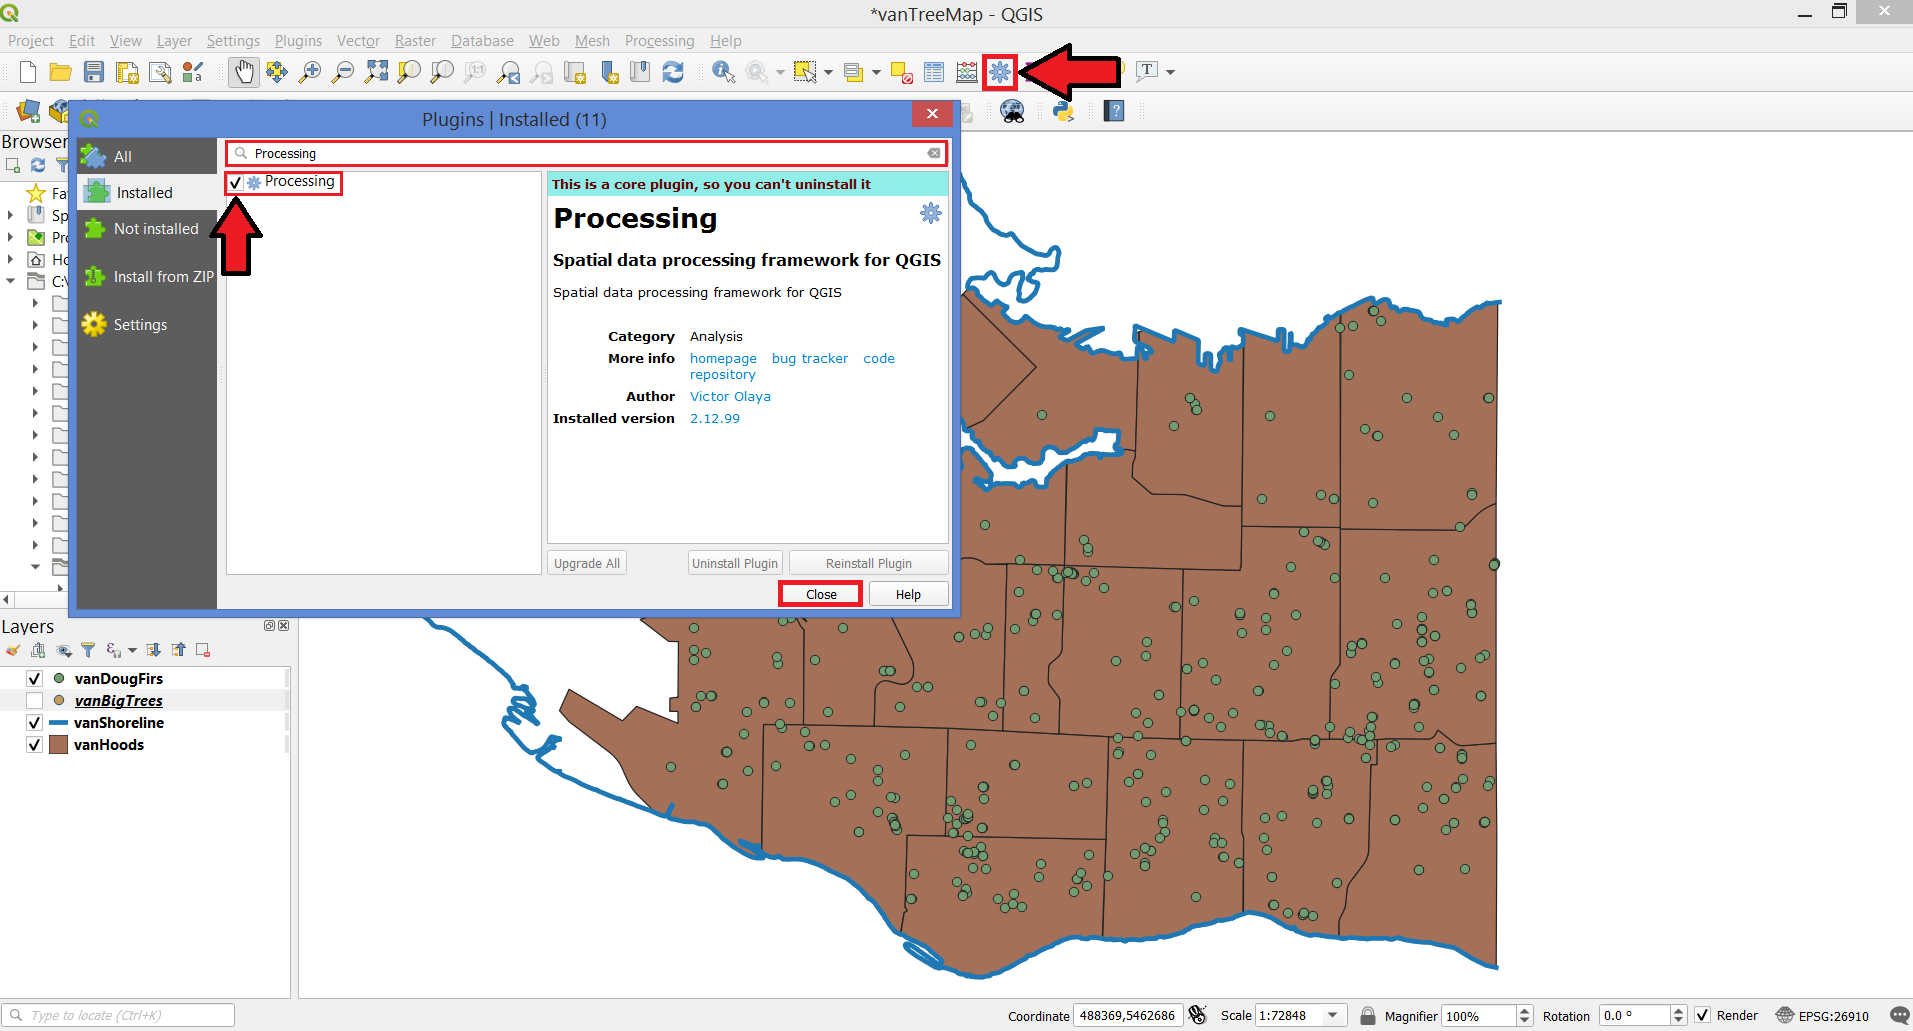 *vanTreeMap - QGIS
Project Edit View Layer Settings Plugins Vector Raster Database Web Mesh Processing Help
Plugins | Installed (11)
Browser
All
Installed
Not installed
Install from ZIP
Settings
Processing
Processing
This is a core plugin, so you can't uninstall it
Processing
Spatial data processing framework for QGIS
Spatial data processing framework for QGIS
Category Analysis
More info homepage bug tracker code
repository
Author Victor Olaya
Installed version 2.12.99
Upgrade All Uninstall Plugin Reinstall Plugin
Close Help
Fa
Sp
Pro
Ho
C:\
Layers
vanDougFirs
vanBigTrees
vanShoreline
vanHoods
Type to locate (Ctrl+K)
Coordinate 488369,5462686 Scale 1:72848 Magnifier 100% Rotation 0.0 ° Render EPSG:26910